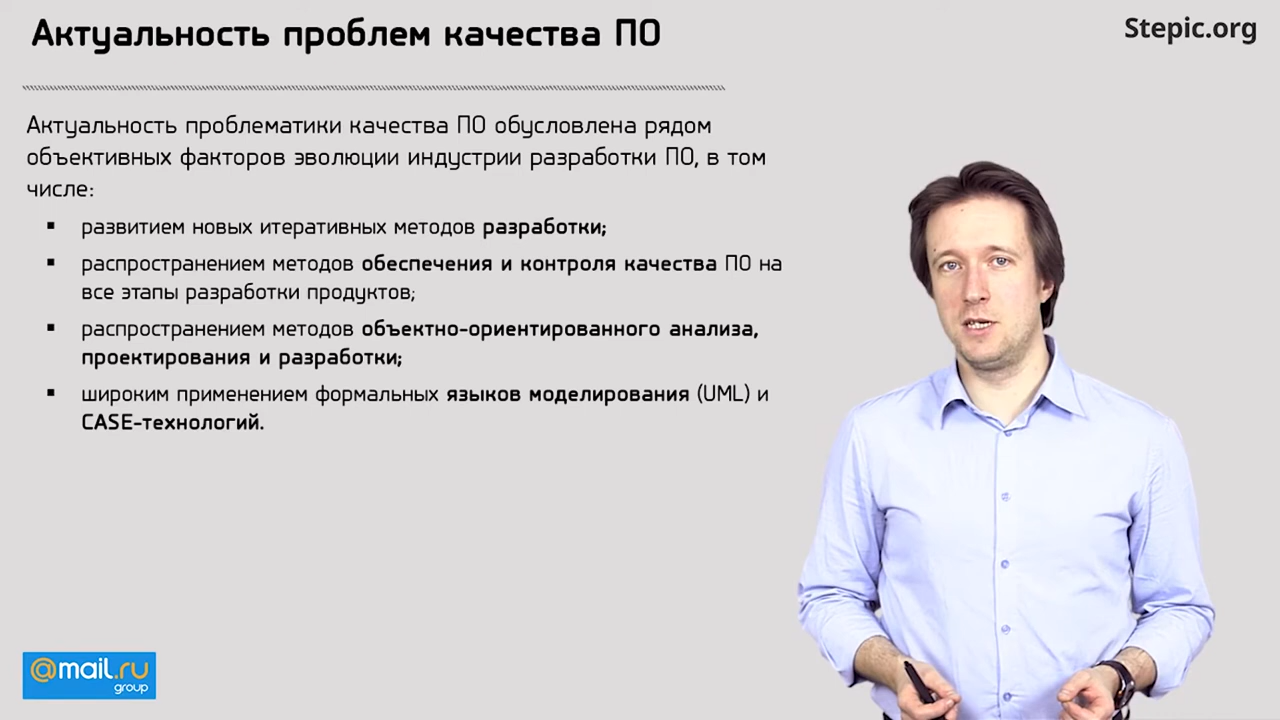 Актуальность проблем качества ПО
Stepic.org
Актуальность проблематики качества ПО обусловлена рядом
объективных факторов эволюции индустрии разработки ПО, в том
числе:
▪ развитием новых итеративных методов разработки;
▪ распространением методов обеспечения и контроля качества ПО на
все этапы разработки продуктов;
▪ распространением методов объектно-ориентированного анализа,
проектирования и разработки;
▪ широким применением формальных языков моделирования (UML) и
CASE-технологий.
@mail.ru
group